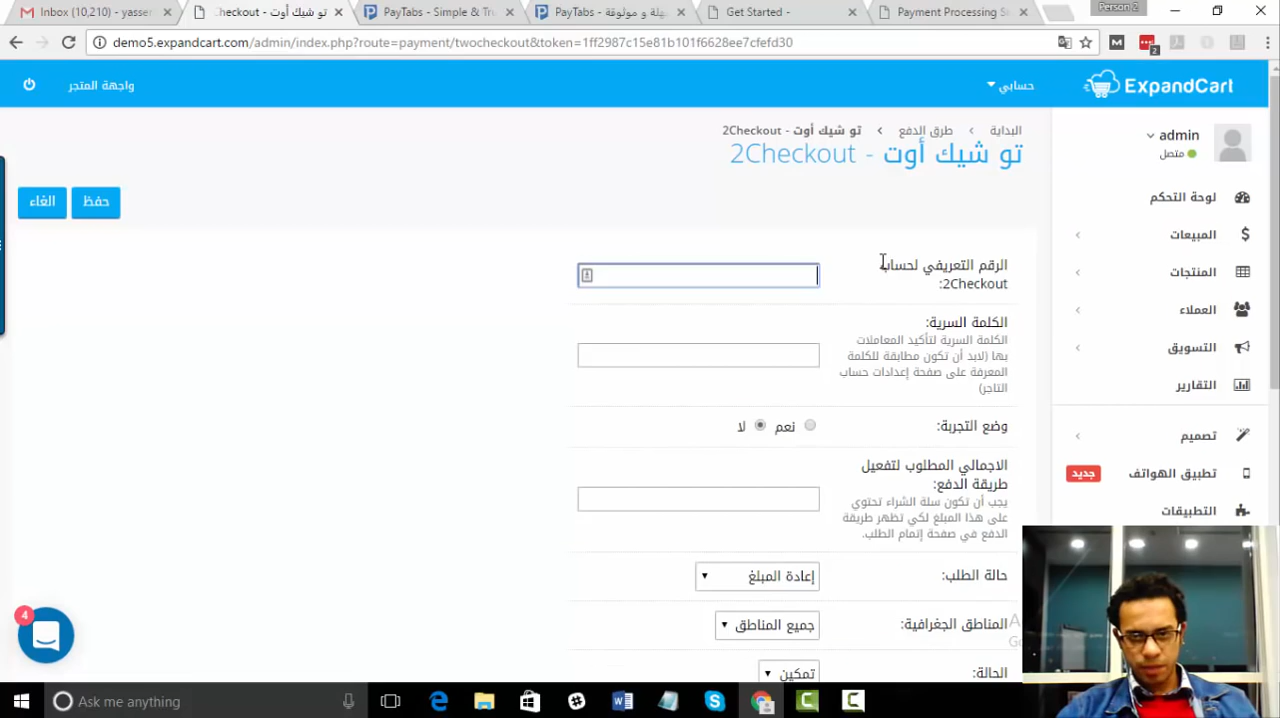 Inbox (10,210) - yasser
Checkout - تو شيك أوت
PayTabs - Simple & Tru
PayTabs - هلة و موثوقة
Get Started -
Payment Processing S
Person 2
demo5.expandcart.com/admin/index.php?route=payment/twocheckout&token=1ff2987c15e81b101f6628ee7cfefd30
ExpandCart
حسابي
واجهة المتجر
البداية > طرق الدفع > تو شيك أوت - 2Checkout
تو شيك أوت - 2Checkout
حفظ
الغاء
admin
متصل
لوحة التحكم
المبيعات
المنتجات
العملاء
التسويق
التقارير
تصميم
تطبيق الهواتف
جديد
التطبيقات
الرقم التعريفي لحساب
2Checkout:
الكلمة السرية:
الكلمة السرية لتأكيد المعاملات
بها (لابد أن تكون مطابقة للكلمة
المعرفة على صفحة إعدادات حساب
التاجر)
وضع التجربة:
نعم
لا
الاجمالي المطلوب لتفعيل
طريقة الدفع:
يجب أن تكون سلة الشراء تحتوي
على هذا المبلغ لكي تظهر طريقة
الدفع في صفحة إتمام الطلب.
حالة الطلب:
إعادة المبلغ
المناطق الجغرافية:
جميع المناطق
الحالة:
تمكين
4
Ask me anything